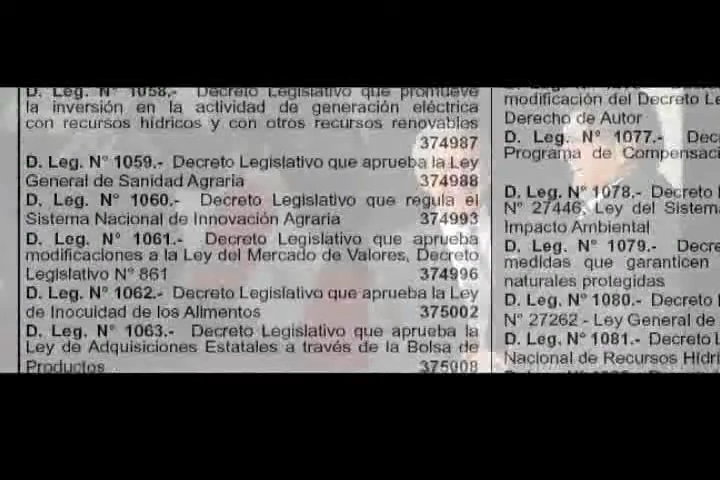 D. Leg. N° 1058.- Decreto Legislativo que promueve
la inversión en la actividad de generación eléctrica
con recursos hídricos y con otros recursos renovables
374987
D. Leg. N° 1059.- Decreto Legislativo que aprueba la Ley
General de Sanidad Agraria 374988
D. Leg. N° 1060.- Decreto Legislativo que regula el
Sistema Nacional de Innovación Agraria 374993
D. Leg. N° 1061.- Decreto Legislativo que aprueba
modificaciones a la Ley del Mercado de Valores, Decreto
Legislativo N° 861 374996
D. Leg. N° 1062.- Decreto Legislativo que aprueba la Ley
de Inocuidad de los Alimentos 375002
D. Leg. N° 1063.- Decreto Legislativo que aprueba la
Ley de Adquisiciones Estatales a través de la Bolsa de
Productos 375008
modificación del Decreto Le
Derecho de Autor
D. Leg. N° 1077.- Dec
Programa de Compensaci
D. Leg. N° 1078.- Decreto
N° 27446, Ley del Sistema
Impacto Ambiental
D. Leg. N° 1079.- Decre
medidas que garanticen
naturales protegidas
D. Leg. N° 1080.- Decreto
N° 27262 - Ley General de
D. Leg. N° 1081.- Decreto L
Nacional de Recursos Hídri